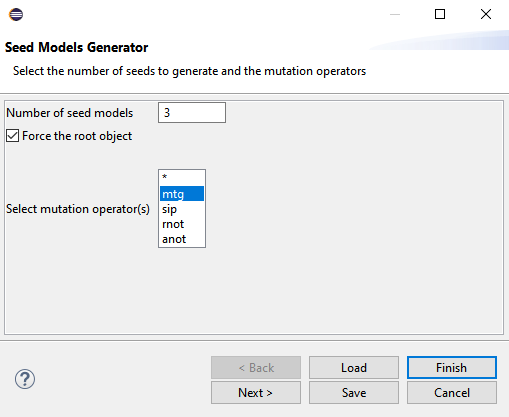 Seed Models Generator
Select the number of seeds to generate and the mutation operators
Number of seed models 3
Force the root object
Select mutation operator(s)
*
mtg
sip
rnot
anot
?
< Back Load Finish
Next > Save Cancel